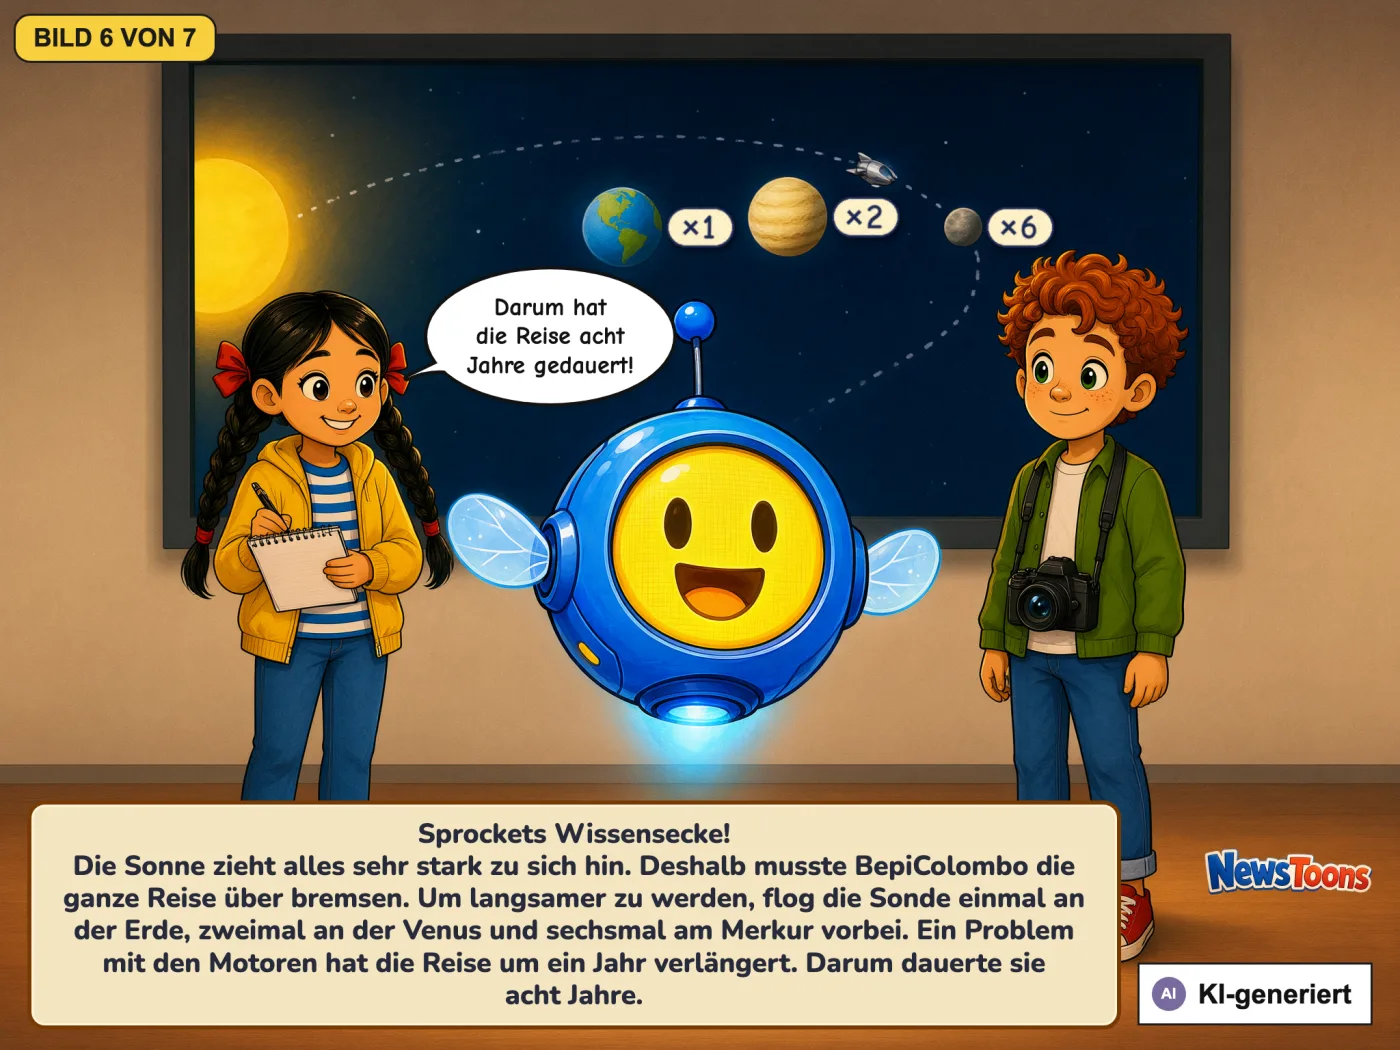 BILD 6 VON 7
×1
×2
×6
Darum hat
die Reise acht
Jahre gedauert!
Sprockets Wissensecke!
Die Sonne zieht alles sehr stark zu sich hin. Deshalb musste BepiColombo die
ganze Reise über bremsen. Um langsamer zu werden, flog die Sonde einmal an
der Erde, zweimal an der Venus und sechsmal am Merkur vorbei. Ein Problem
mit den Motoren hat die Reise um ein Jahr verlängert. Darum dauerte sie
acht Jahre.
NewsToons
AI KI-generiert